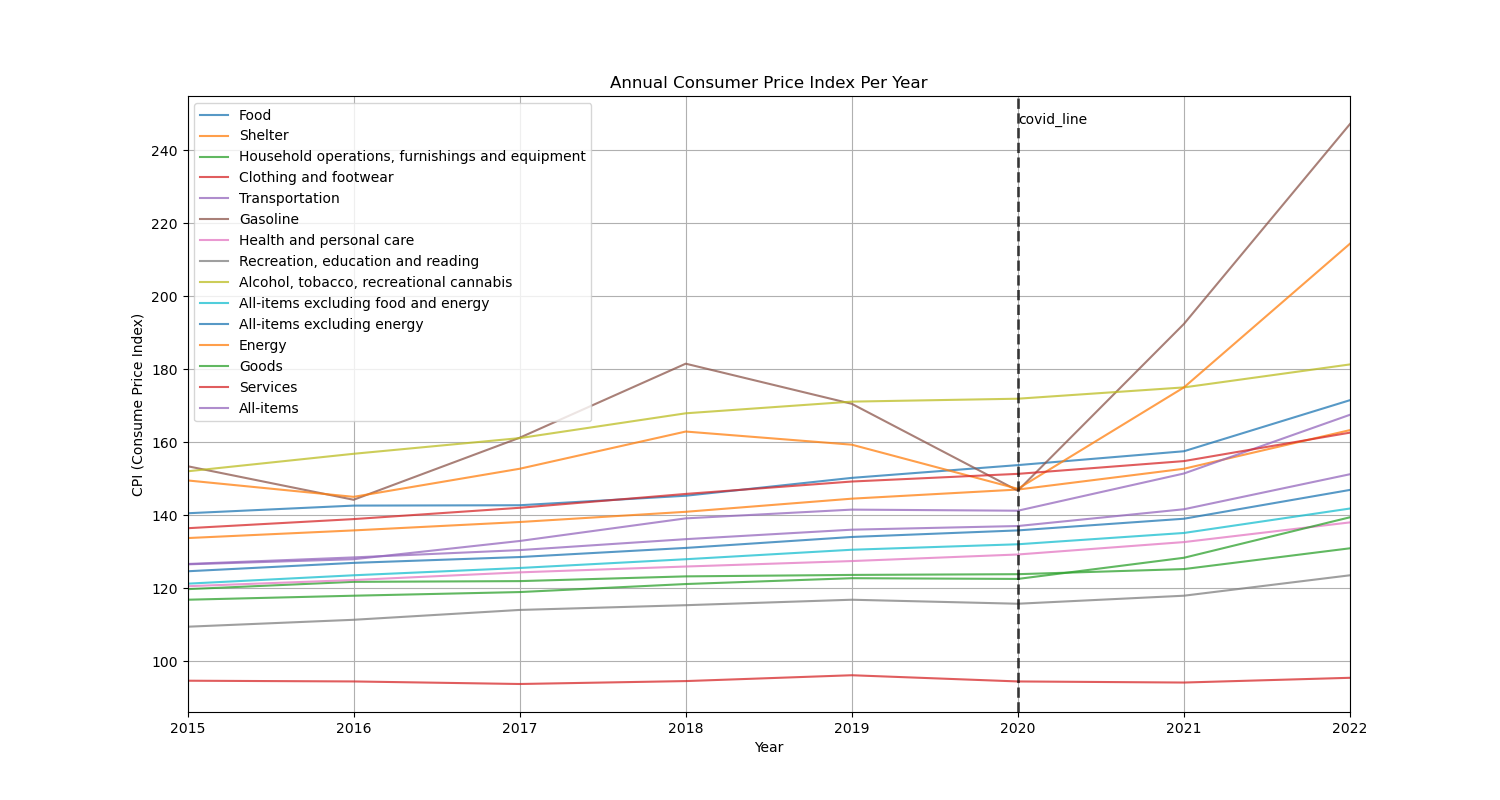 Annual Consumer Price Index Per Year
Food
Shelter
Household operations, furnishings and equipment
Clothing and footwear
Transportation
Gasoline
Health and personal care
Recreation, education and reading
Alcohol, tobacco, recreational cannabis
All-items excluding food and energy
All-items excluding energy
Energy
Goods
Services
All-items
covid_line
CPI (Consume Price Index)
240
220
200
180
160
140
120
100
2015 2016 2017 2018 2019 2020 2021 2022
Year